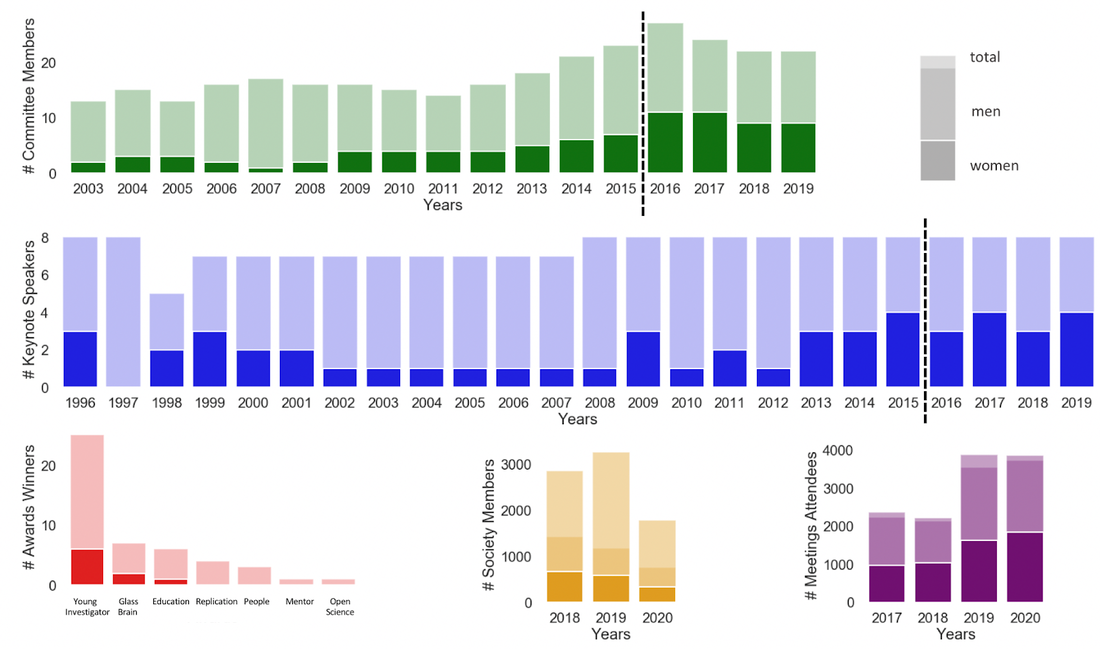 # Committee Members
20
10
0
2003 2004 2005 2006 2007 2008 2009 2010 2011 2012 2013 2014 2015 2016 2017 2018 2019
Years
total
men
women
# Keynote Speakers
8
6
4
2
0
1996 1997 1998 1999 2000 2001 2002 2003 2004 2005 2006 2007 2008 2009 2010 2011 2012 2013 2014 2015 2016 2017 2018 2019
Years
# Awards Winners
20
10
0
Young Glass Education Replication People Mentor Open
Investigator Brain Science
# Society Members
3000
2000
1000
0
2018 2019 2020
Years
# Meetings Attendees
4000
3000
2000
1000
0
2017 2018 2019 2020
Years